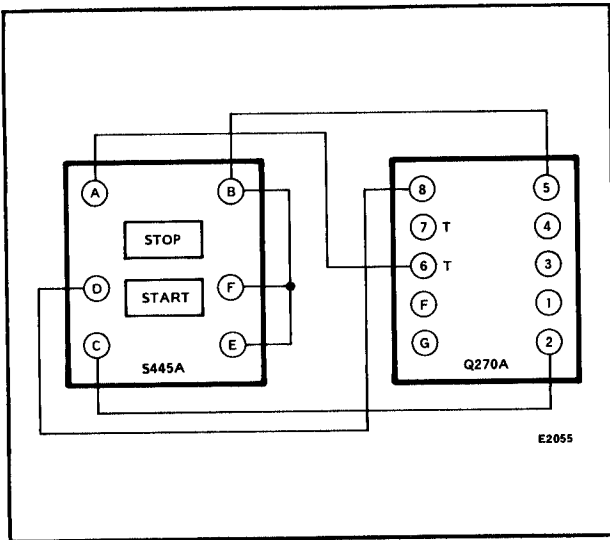 A B
STOP
D START F
C E
S445A
8 5
7 T 4
6 T 3
F 1
G 2
Q270A
E2055